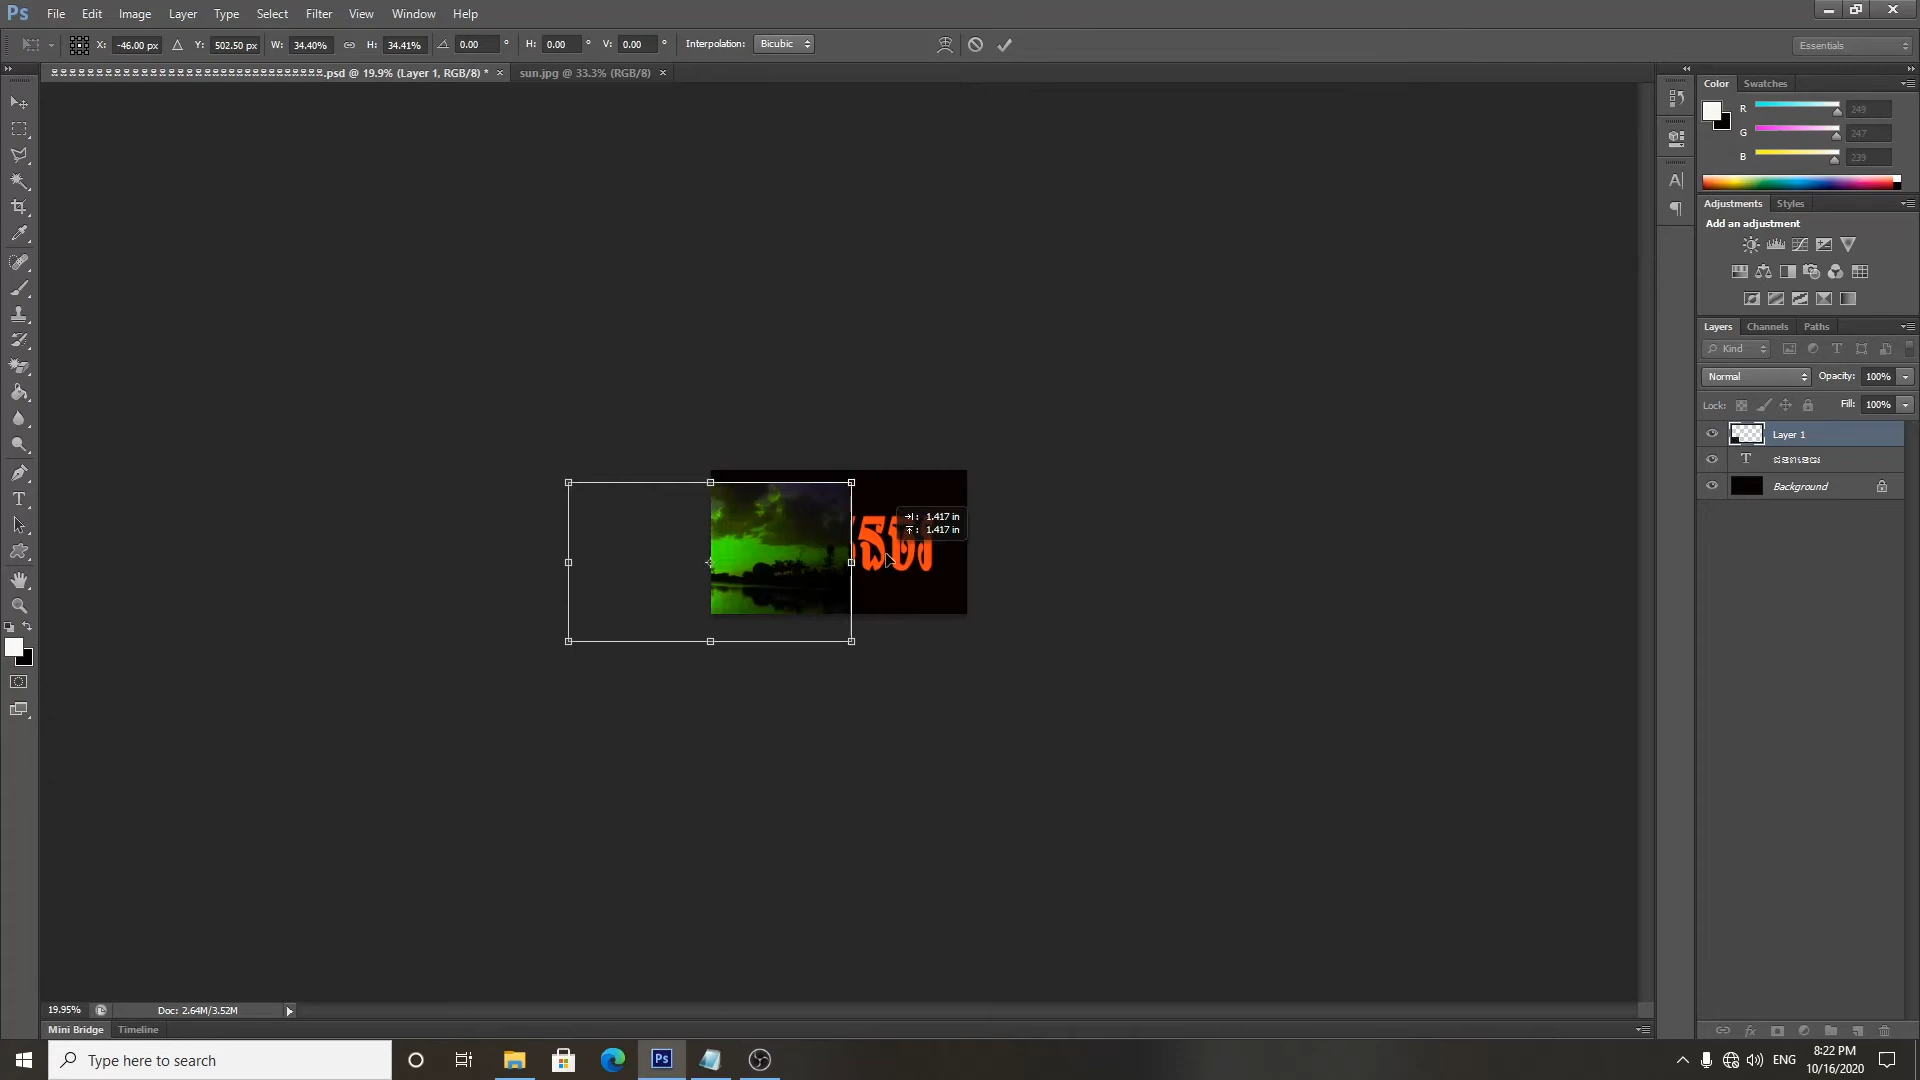 Ps File Edit Image Layer Type Select Filter View Window Help
X: -46.00 px Y: 502.50 px W: 34.40% H: 34.41% 0.00 ° H: 0.00 ° V: 0.00 ° Interpolation: Bicubic Essentials
.psd @ 19.9% (Layer 1, RGB/8) * × sun.jpg @ 33.3% (RGB/8) ×
Color Swatches
R 249
G 247
B 239
Adjustments Styles
Add an adjustment
Layers Channels Paths
Kind
Normal Opacity: 100%
Lock: Fill: 100%
Layer 1
Background
1.417 in
1.417 in
19.95% Doc: 2.64M/3.52M
Mini Bridge Timeline
Type here to search
ENG
8:22 PM
10/16/2020